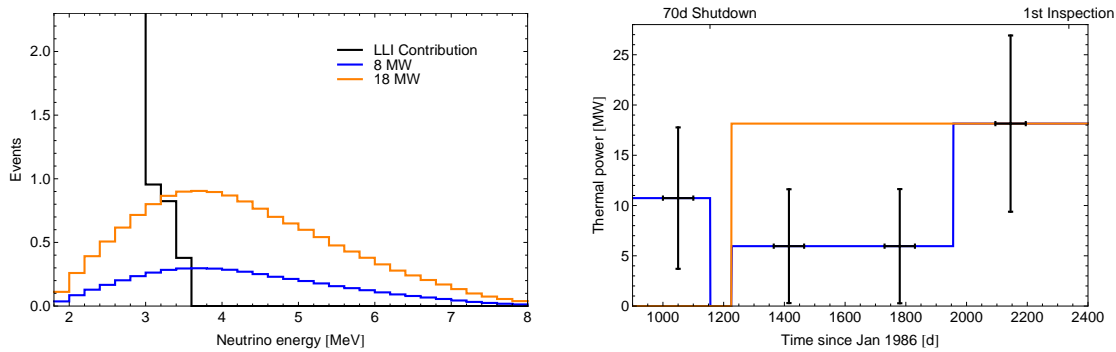 LLI Contribution
8 MW
18 MW
Events
2.0
1.5
1.0
0.5
0.0
2 3 4 5 6 7 8
Neutrino energy [MeV]
70d Shutdown 1st Inspection
Thermal power [MW]
25
20
15
10
5
0
1000 1200 1400 1600 1800 2000 2200 2400
Time since Jan 1986 [d]